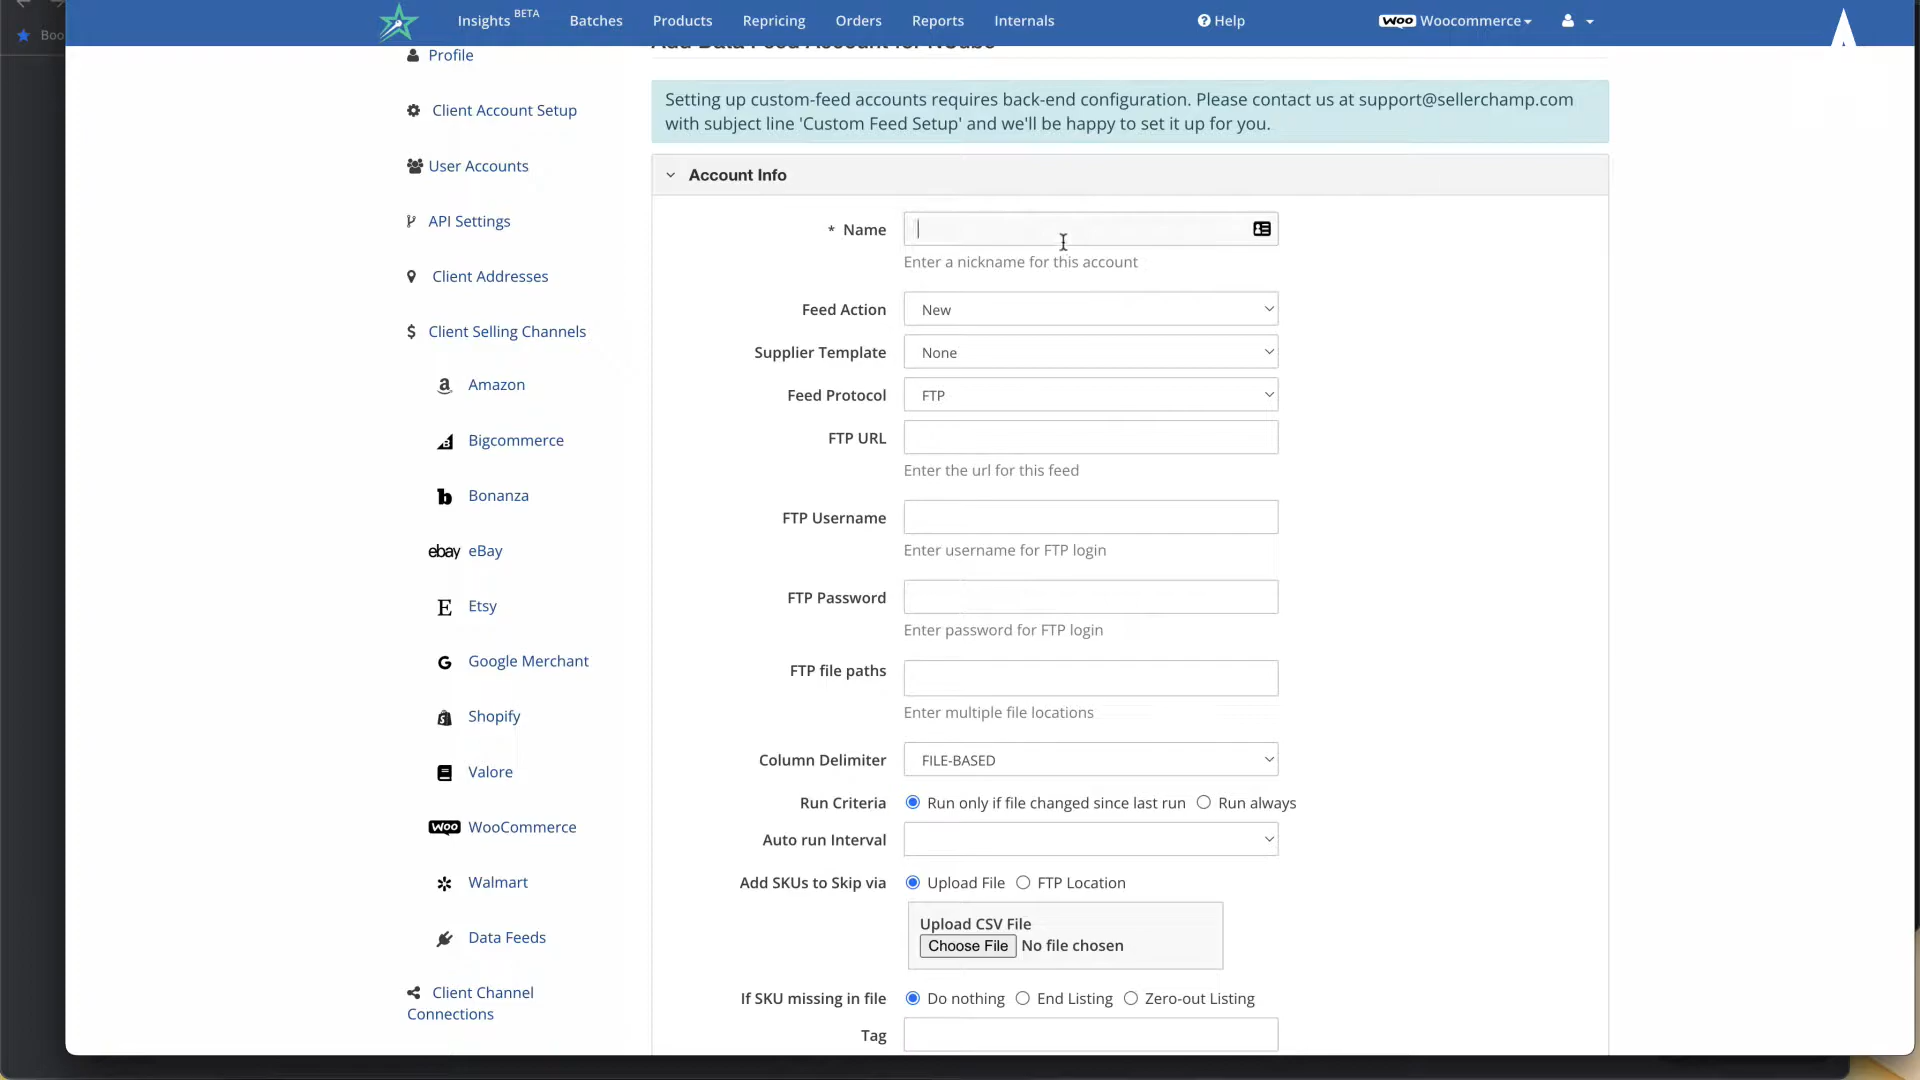 Boo
Insights BETA
Batches
Products
Repricing
Orders
Reports
Internals
Help
Woo Woocommerce
Profile
Client Account Setup
User Accounts
API Settings
Client Addresses
Client Selling Channels
Amazon
Bigcommerce
Bonanza
ebay eBay
Etsy
Google Merchant
Shopify
Valore
Woo WooCommerce
Walmart
Data Feeds
Client Channel
Connections
Setting up custom-feed accounts requires back-end configuration. Please contact us at support@sellerchamp.com
with subject line 'Custom Feed Setup' and we'll be happy to set it up for you.
Account Info
* Name
Enter a nickname for this account
Feed Action New
Supplier Template None
Feed Protocol FTP
FTP URL
Enter the url for this feed
FTP Username
Enter username for FTP login
FTP Password
Enter password for FTP login
FTP file paths
Enter multiple file locations
Column Delimiter FILE-BASED
Run Criteria Run only if file changed since last run Run always
Auto run Interval
Add SKUs to Skip via Upload File FTP Location
Upload CSV File
Choose File No file chosen
If SKU missing in file Do nothing End Listing Zero-out Listing
Tag